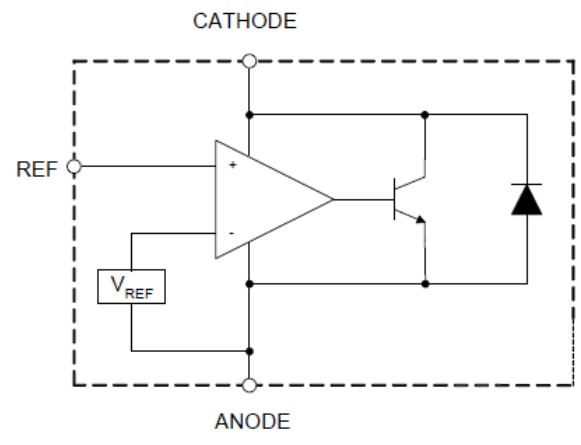 CATHODE
REF
+
-
V_REF
ANODE